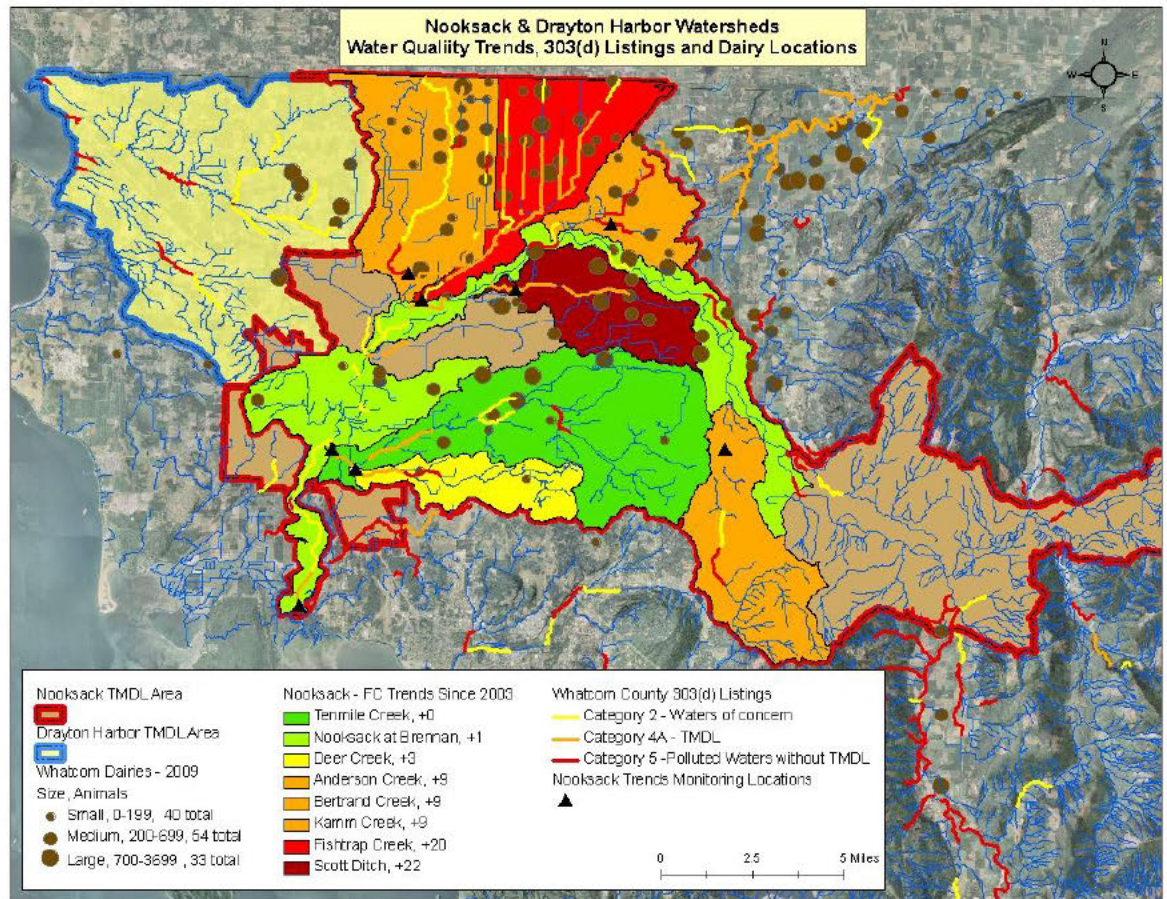 Nooksack & Drayton Harbor Watersheds
Water Qualiity Trends, 303(d) Listings and Dairy Locations
N
W
E
S
Nooksack TMDL Area
Drayton Harbor TMDL Area
Whatcom Dairies - 2009
Size, Animals
Small, 0-199, 40 total
Medium, 200-699, 54 total
Large, 700-3699 , 33 total
Nooksack - FC Trends Since 2003
Tenmile Creek, +0
Nooksack at Brennan, +1
Deer Creek, +3
Anderson Creek, +9
Bertrand Creek, +9
Kamm Creek, +9
Fishtrap Creek, +20
Scott Ditch, +22
Whatcom County 303(d) Listings
Category 2 - Waters of concern
Category 4A - TMDL
Category 5 -Polluted Waters without TMDL
Nooksack Trends Monitoring Locations
0 2.5 5 Miles